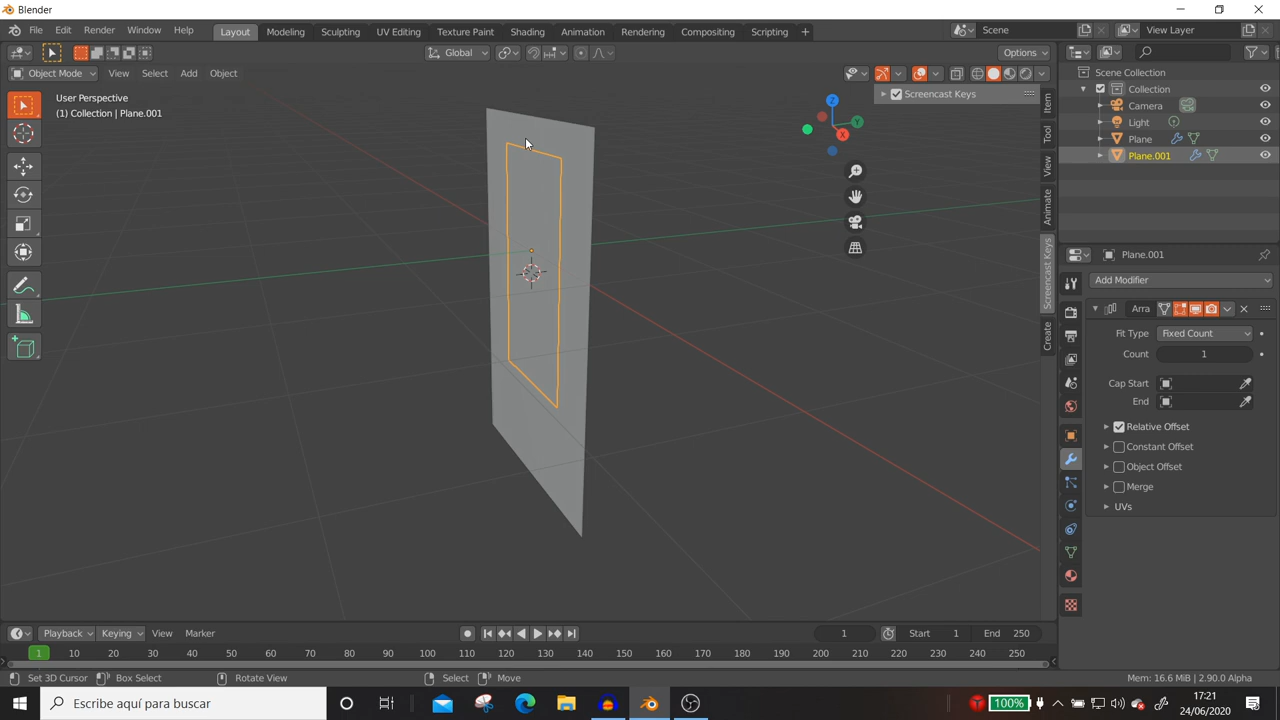 Blender
File Edit Render Window Help Layout Modeling Sculpting UV Editing Texture Paint Shading Animation Rendering Compositing Scripting + Scene View Layer
Global Options
Object Mode View Select Add Object
User Perspective
(1) Collection | Plane.001
Screencast Keys
Z
Y
X
Item
Tool
View
Animate
Screencast Keys
Create
Scene Collection
Collection
Camera
Light
Plane
Plane.001
Plane.001
Add Modifier
Arra
Fit Type Fixed Count
Count 1
Cap Start
End
Relative Offset
Constant Offset
Object Offset
Merge
UVs
Playback Keying View Marker 1 Start 1 End 250
1 10 20 30 40 50 60 70 80 90 100 110 120 130 140 150 160 170 180 190 200 210 220 230 240 250
Set 3D Cursor Box Select Rotate View Select Move Mem: 16.6 MiB | 2.90.0 Alpha
Escribe aquí para buscar 100% 17:21
24/06/2020